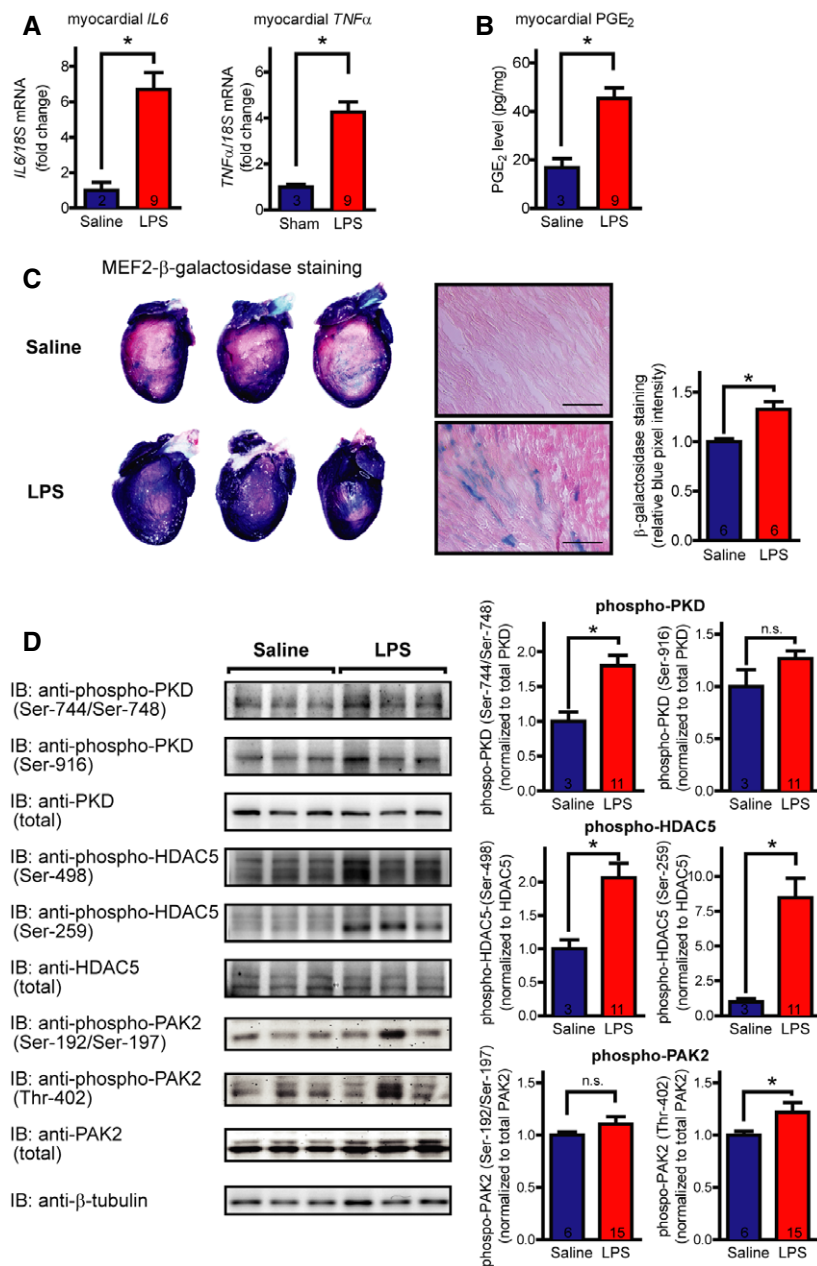 A
myocardial IL6
IL6/18S mRNA
(fold change)
8
6
4
2
0
*
2
9
Saline
LPS
myocardial TNFα
TNFα/18S mRNA
(fold change)
6
4
2
0
*
3
9
Sham
LPS
B
myocardial PGE2
PGE2 level (pg/mg)
60
40
20
0
*
3
9
Saline
LPS
C
MEF2-β-galactosidase staining
Saline
LPS
β-galactosidase staining
(relative blue pixel intensity)
1.5
1.0
0.5
0.0
*
6
6
Saline
LPS
D
Saline
LPS
IB: anti-phospho-PKD
(Ser-744/Ser-748)
IB: anti-phospho-PKD
(Ser-916)
IB: anti-PKD
(total)
IB: anti-phospho-HDAC5
(Ser-498)
IB: anti-phospho-HDAC5
(Ser-259)
IB: anti-HDAC5
(total)
IB: anti-phospho-PAK2
(Ser-192/Ser-197)
IB: anti-phospho-PAK2
(Thr-402)
IB: anti-PAK2
(total)
IB: anti-β-tubulin
phospho-PKD
phospo-PKD (Ser-744/Ser-748)
(normalized to total PKD)
2.0
1.5
1.0
0.5
0.0
*
3
11
Saline
LPS
phospho-PKD (Ser-916)
(normalized to total PKD)
1.5
1.0
0.5
0.0
n.s.
3
11
Saline
LPS
phospho-HDAC5
phospho-HDAC5-(Ser-498)
(normalized to HDAC5)
2.0
1.5
1.0
0.5
0.0
*
3
11
Saline
LPS
phospho-HDAC5 (Ser-259)
(normalized to HDAC5)
10.0
7.5
5.0
2.5
0.0
*
3
11
Saline
LPS
phospho-PAK2
phospo-PAK2 (Ser-192/Ser-197)
(normalized to total PAK2)
1.5
1.0
0.5
0.0
n.s.
6
15
Saline
LPS
phospo-PAK2 (Thr-402)
(normalized to total PAK2)
1.5
1.0
0.5
0.0
*
6
15
Saline
LPS